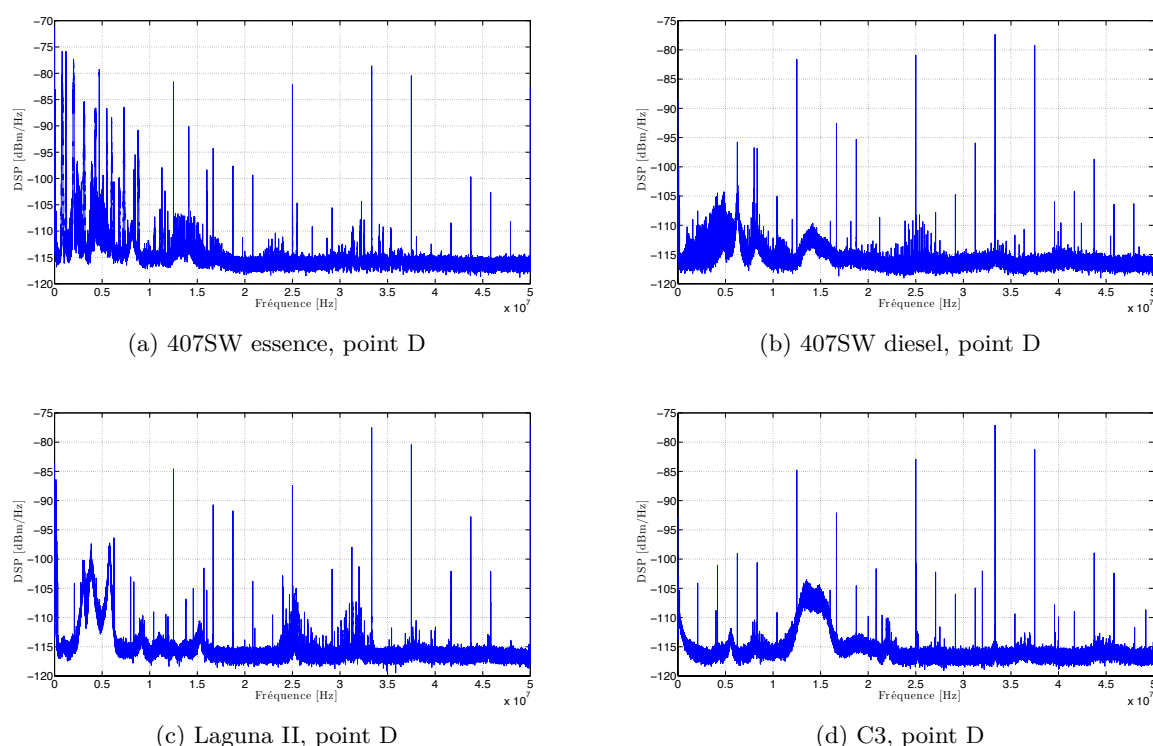 −70
−75
−80
−85
−90
−95
−100
−105
−110
−115
−120
DSP [dBm/Hz]
0 0.5 1 1.5 2 2.5 3 3.5 4 4.5 5
Fréquence [Hz]
x 10^7
(a) 407SW essence, point D
−75
−80
−85
−90
−95
−100
−105
−110
−115
−120
DSP [dBm/Hz]
0 0.5 1 1.5 2 2.5 3 3.5 4 4.5 5
Fréquence [Hz]
x 10^7
(b) 407SW diesel, point D
−75
−80
−85
−90
−95
−100
−105
−110
−115
−120
DSP [dBm/Hz]
0 0.5 1 1.5 2 2.5 3 3.5 4 4.5 5
Fréquence [Hz]
x 10^7
(c) Laguna II, point D
−75
−80
−85
−90
−95
−100
−105
−110
−115
−120
DSP [dBm/Hz]
0 0.5 1 1.5 2 2.5 3 3.5 4 4.5 5
Fréquence [Hz]
x 10^7
(d) C3, point D